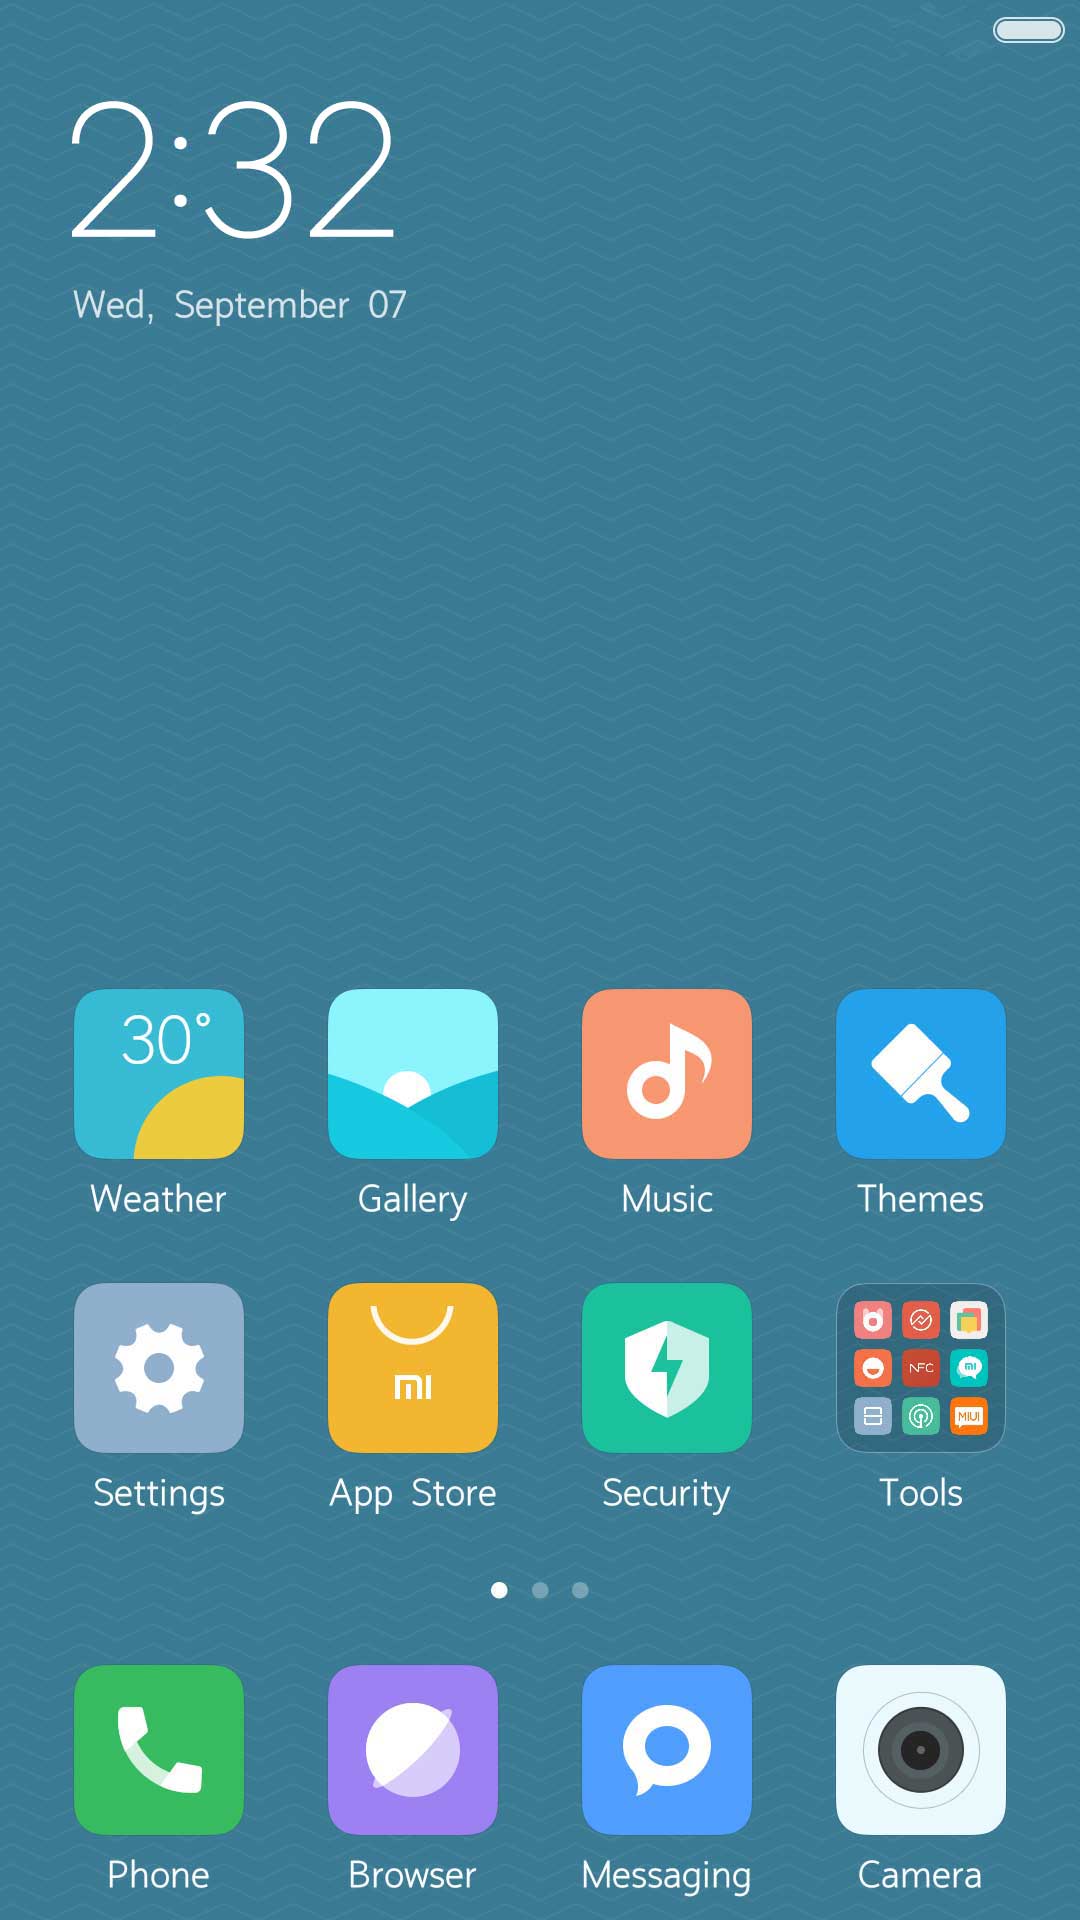 2:32
Wed, September 07
30°
Weather Gallery Music Themes
mi
NFC
mi
MIUI
Settings App Store Security Tools
Phone Browser Messaging Camera